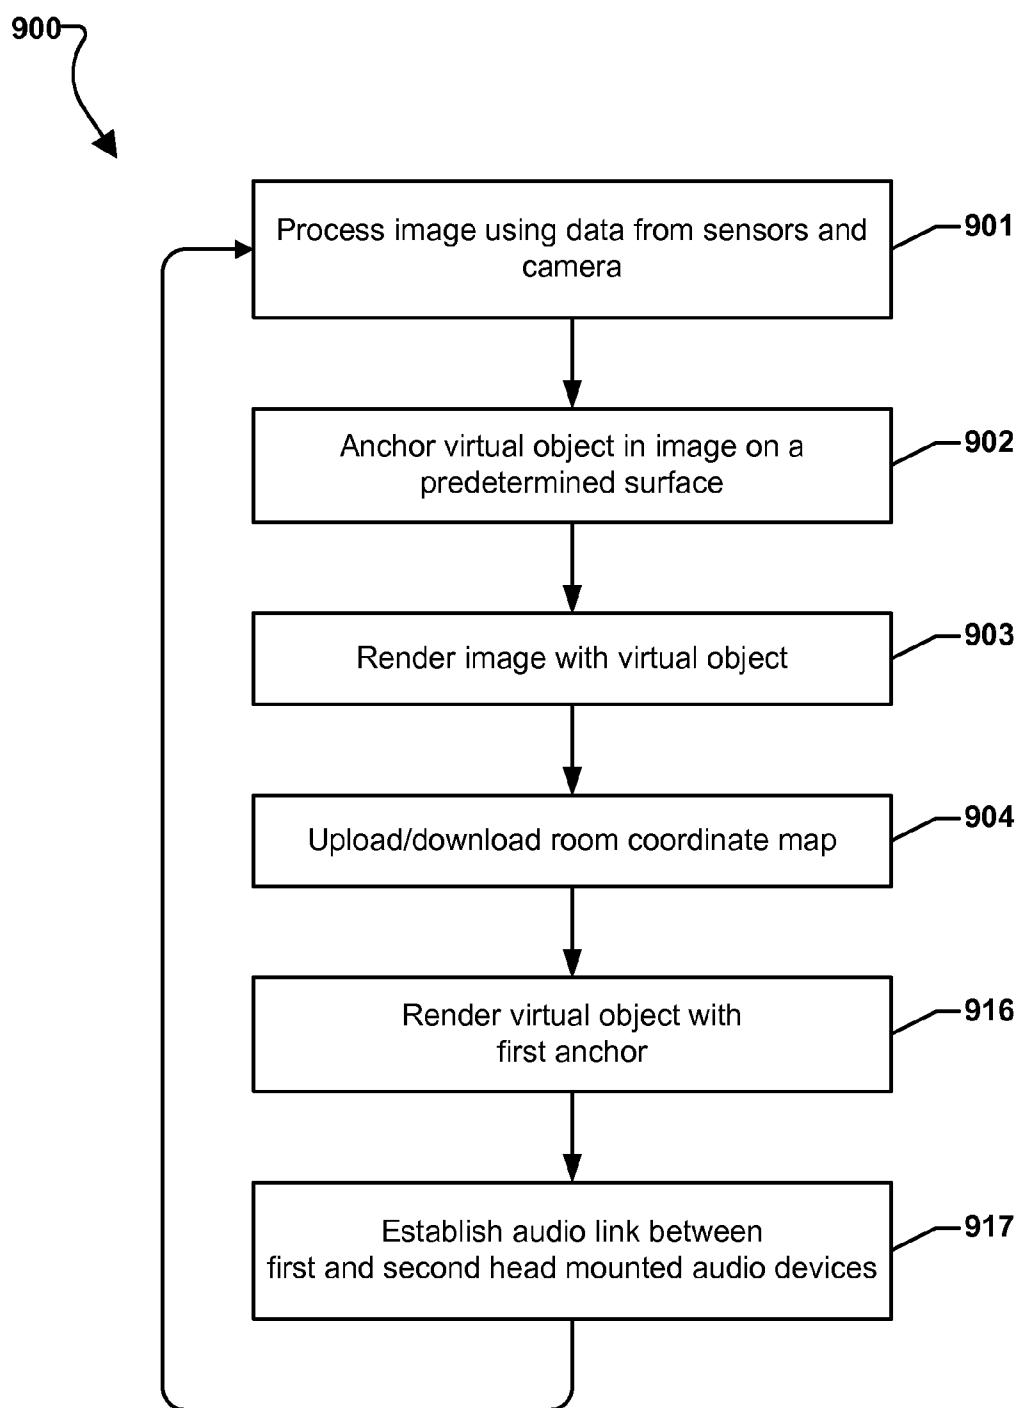 900
Process image using data from sensors and
camera
901
Anchor virtual object in image on a
predetermined surface
902
Render image with virtual object
903
Upload/download room coordinate map
904
Render virtual object with
first anchor
916
Establish audio link between
first and second head mounted audio devices
917